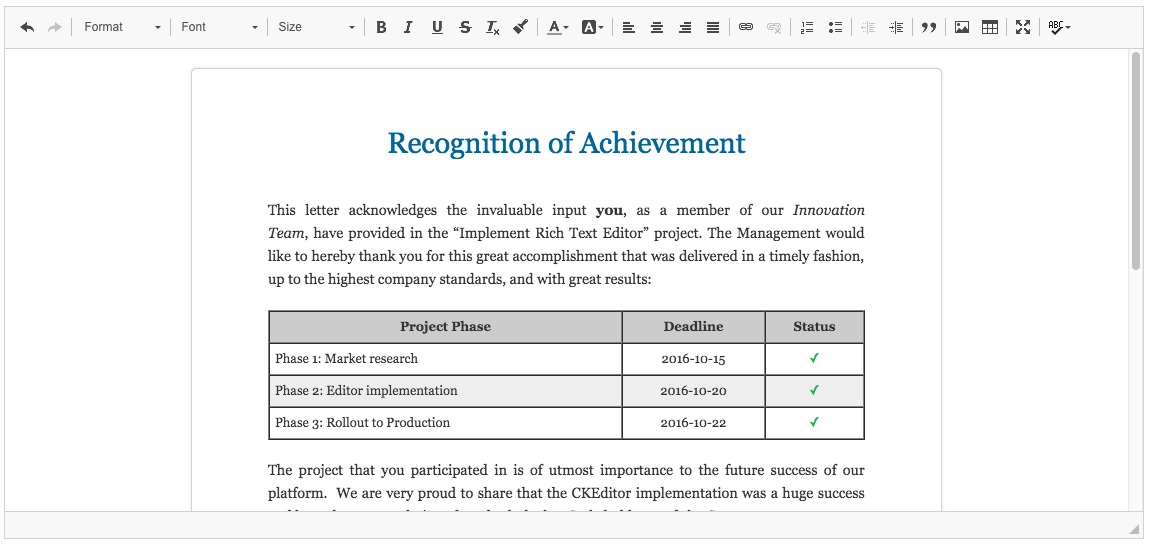 Format Font Size B I U S Tx A A ABC
Recognition of Achievement
This letter acknowledges the invaluable input you, as a member of our Innovation
Team, have provided in the “Implement Rich Text Editor” project. The Management would
like to hereby thank you for this great accomplishment that was delivered in a timely fashion,
up to the highest company standards, and with great results:
Project Phase Deadline Status
Phase 1: Market research 2016-10-15 ✓
Phase 2: Editor implementation 2016-10-20 ✓
Phase 3: Rollout to Production 2016-10-22 ✓
The project that you participated in is of utmost importance to the future success of our
platform.  We are very proud to share that the CKEditor implementation was a huge success